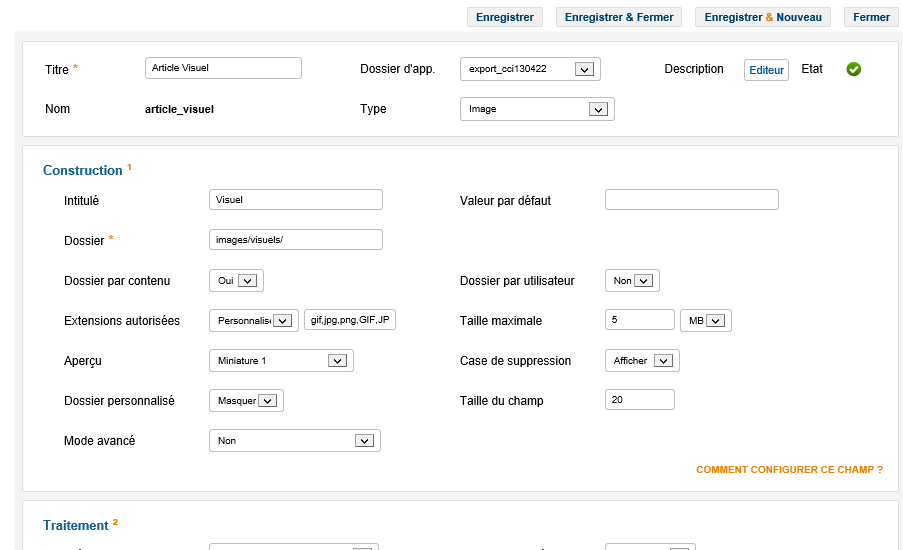 Enregistrer Enregistrer & Fermer Enregistrer & Nouveau Fermer
Titre * Article Visuel Dossier d'app. export_cci130422 Description Editeur Etat
Nom article_visuel Type Image
Construction 1
Intitulé Visuel Valeur par défaut
Dossier * images/visuels/
Dossier par contenu Oui Dossier par utilisateur Non
Extensions autorisées Personnalis gif,jpg,png,GIF,JP Taille maximale 5 MB
Aperçu Miniature 1 Case de suppression Afficher
Dossier personnalisé Masquer Taille du champ 20
Mode avancé Non
COMMENT CONFIGURER CE CHAMP ?
Traitement 2